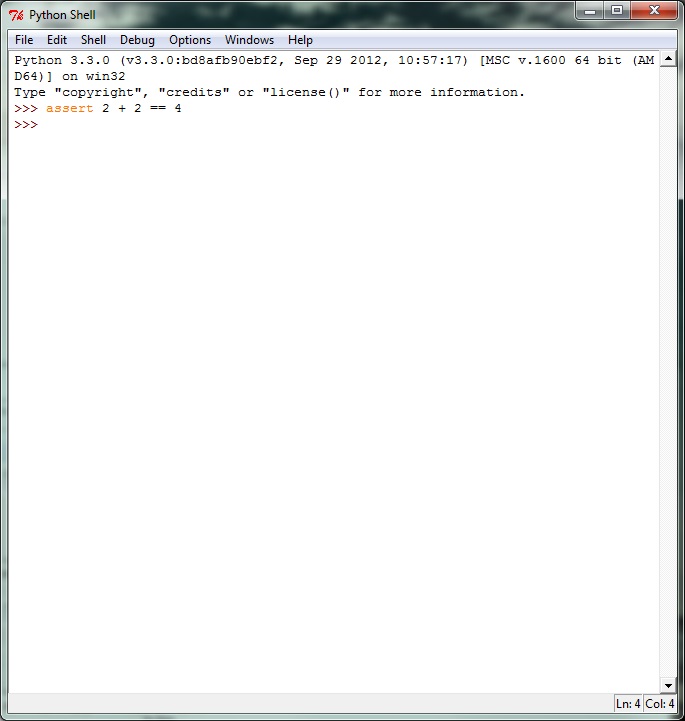 Python Shell
File Edit Shell Debug Options Windows Help
Python 3.3.0 (v3.3.0:bd8afb90ebf2, Sep 29 2012, 10:57:17) [MSC v.1600 64 bit (AM
D64)] on win32
Type "copyright", "credits" or "license()" for more information.
>>> assert 2 + 2 == 4
>>>
Ln: 4 Col: 4